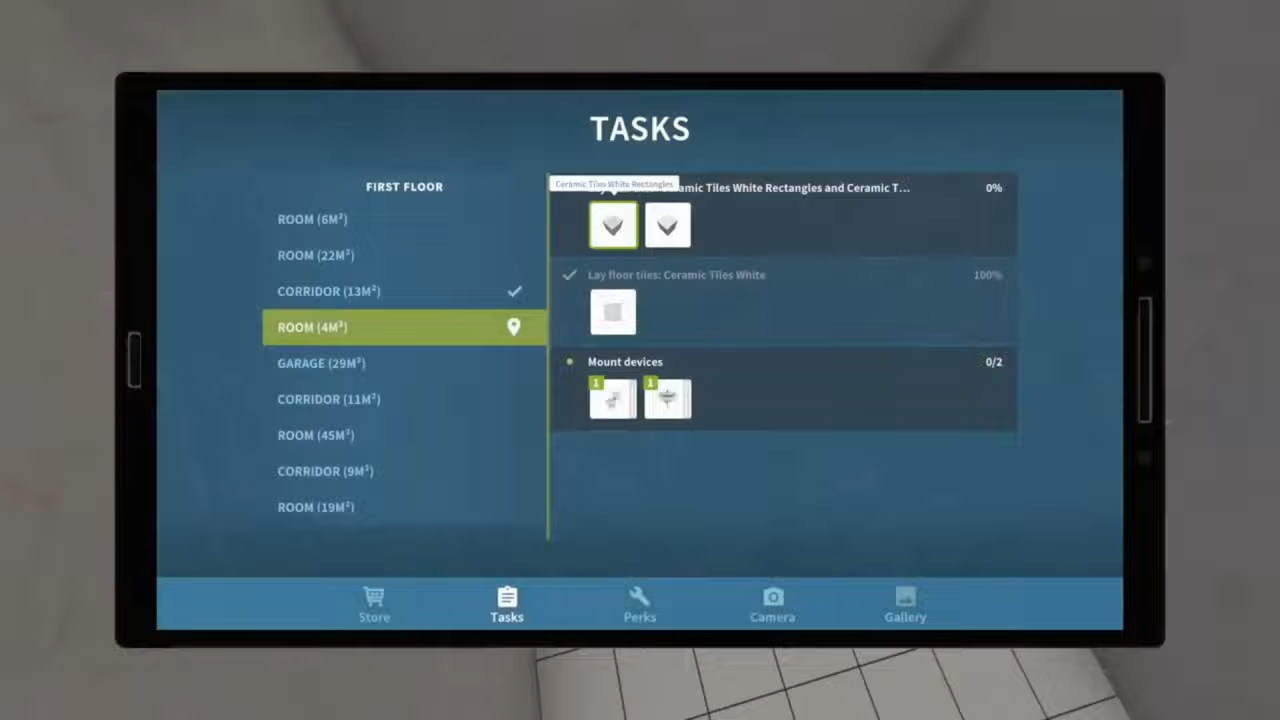 TASKS
FIRST FLOOR
ROOM (6M²)
ROOM (22M²)
CORRIDOR (13M²)
ROOM (4M²)
GARAGE (29M²)
CORRIDOR (11M²)
ROOM (45M²)
CORRIDOR (9M²)
ROOM (19M²)
Ceramic Tiles White Rectangles
amic Tiles White Rectangles and Ceramic T...
0%
Lay floor tiles: Ceramic Tiles White
100%
Mount devices
0/2
1
1
Store
Tasks
Perks
Camera
Gallery